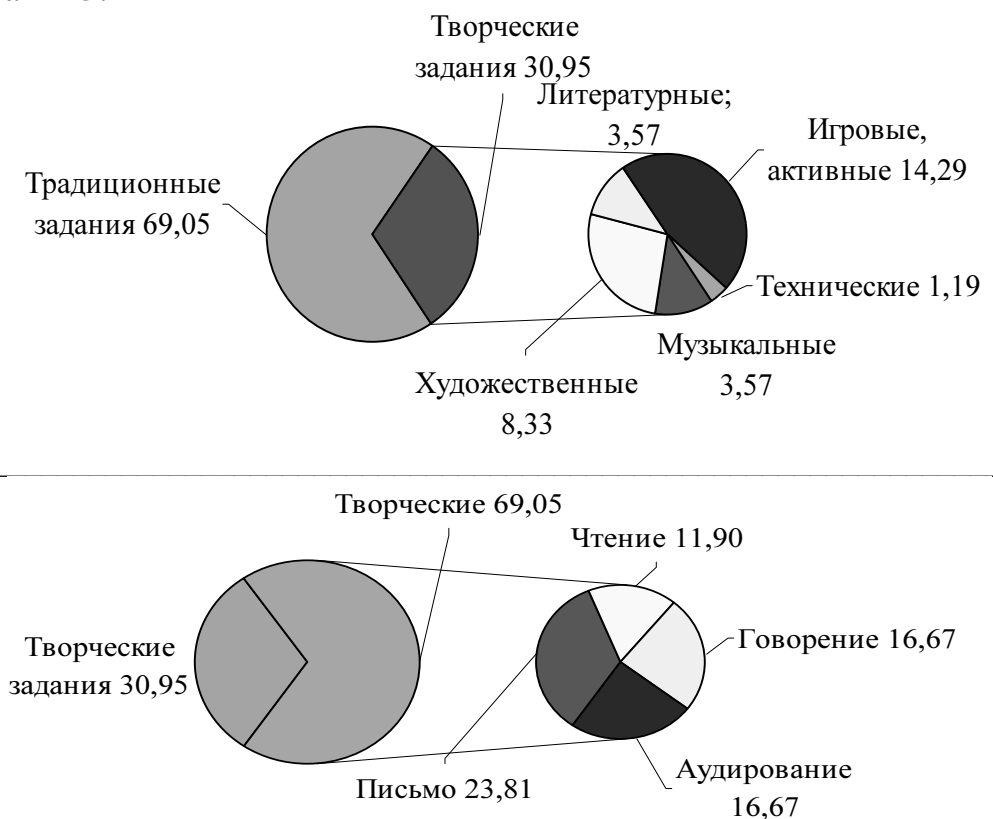 Творческие
задания 30,95
Литературные;
3,57
Игровые,
активные 14,29
Традиционные
задания 69,05
Технические 1,19
Музыкальные
3,57
Художественные
8,33
Творческие 69,05
Чтение 11,90
Говорение 16,67
Творческие
задания 30,95
Аудирование
16,67
Письмо 23,81